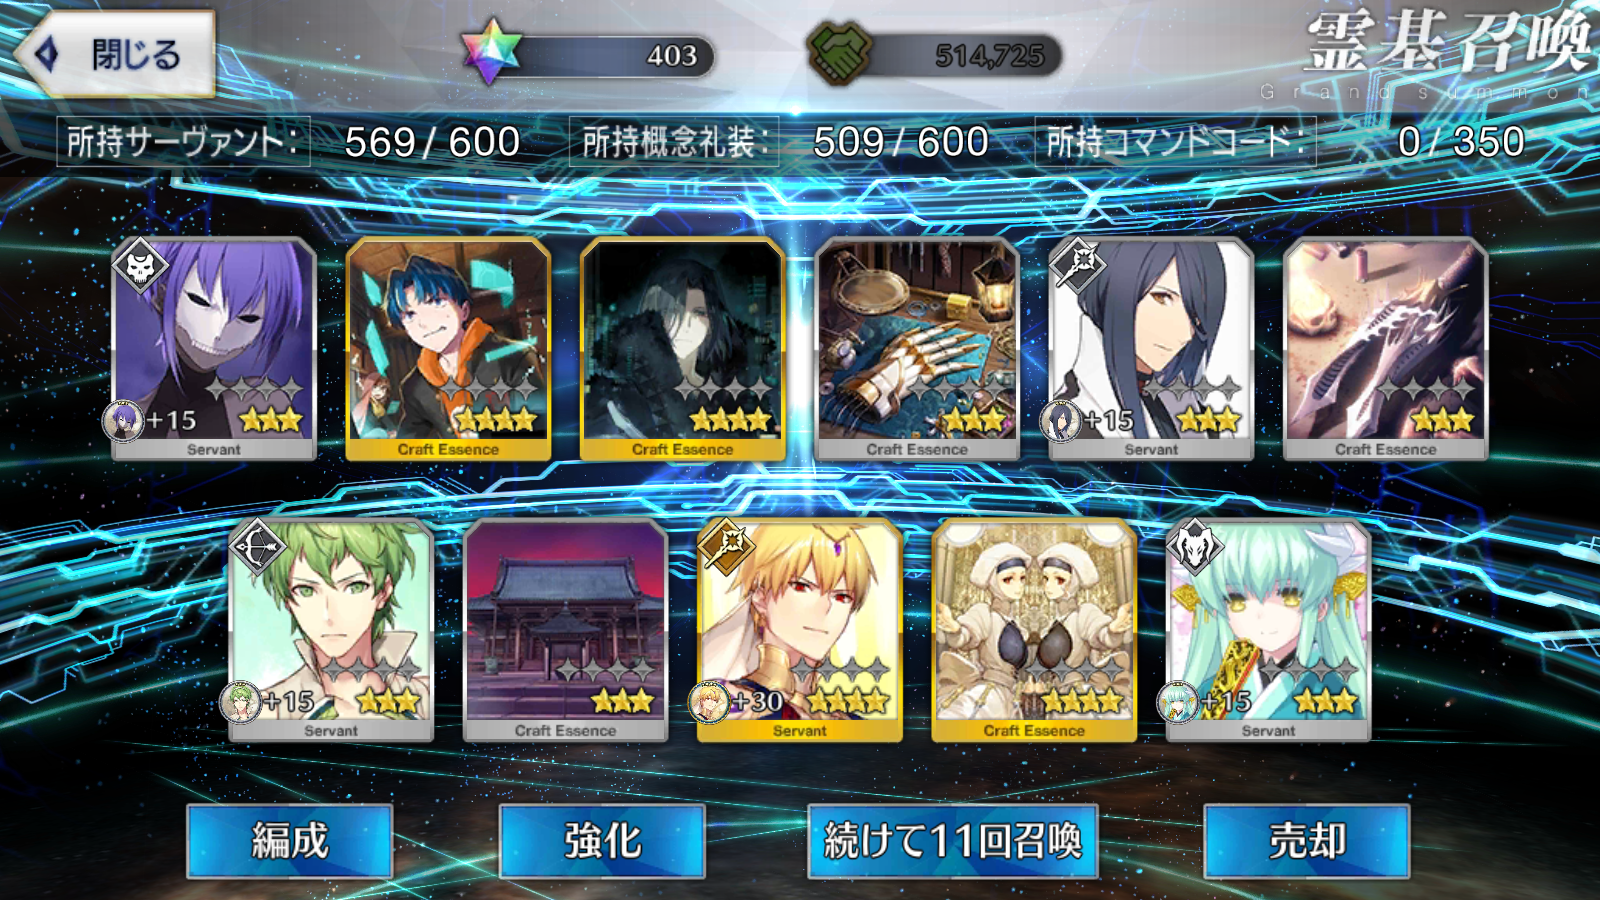 閉じる
403
514,725
霊基召喚
Grand summon
所持サーヴァント:
569 / 600
所持概念礼装:
509 / 600
所持コマンドコード:
0 / 350
+15
Servant
Craft Essence
Craft Essence
Craft Essence
+15
Servant
Craft Essence
+15
Servant
Craft Essence
+30
Servant
Craft Essence
+15
Servant
編成
強化
続けて11回召喚
売却